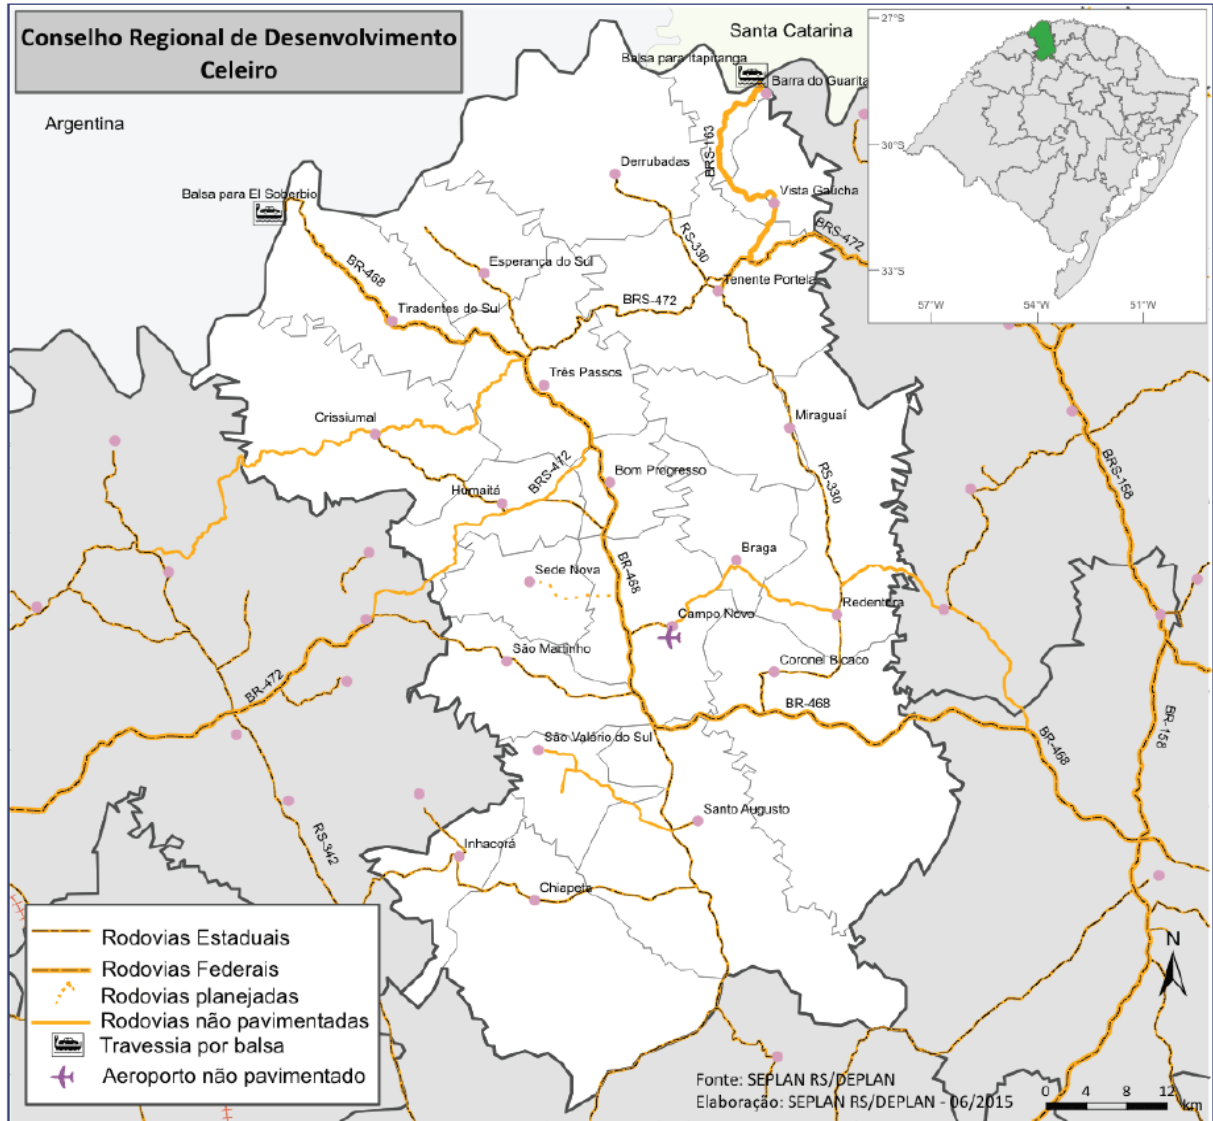 Conselho Regional de Desenvolvimento
Celeiro
Santa Catarina
Balsa para Itapiranga
Barra do Guarita
Argentina
27°S
30°S
33°S
57°W
54°W
51°W
Derrubadas
BRS-163
Vista Gaúcha
Balsa para El Soberbio
RS-330
BRS-472
BR-468
Esperança do Sul
Tenente Portela
Tiradentes do Sul
BRS-472
Três Passos
Crissiumal
Miraguaí
BRS-472
Bom Progresso
BRS-158
Humaitá
RS-330
Braga
Sede Nova
BR-468
Campo Novo
Redentora
São Martinho
Coronel Bicaco
BR-472
BR-468
BR-158
São Valério do Sul
BR-468
Santo Augusto
RS-342
Inhacorá
Chiapeta
Rodovias Estaduais
Rodovias Federais
Rodovias planejadas
Rodovias não pavimentadas
Travessia por balsa
Aeroporto não pavimentado
N
Fonte: SEPLAN RS/DEPLAN
Elaboração: SEPLAN RS/DEPLAN - 06/2015
0 4 8 12
km